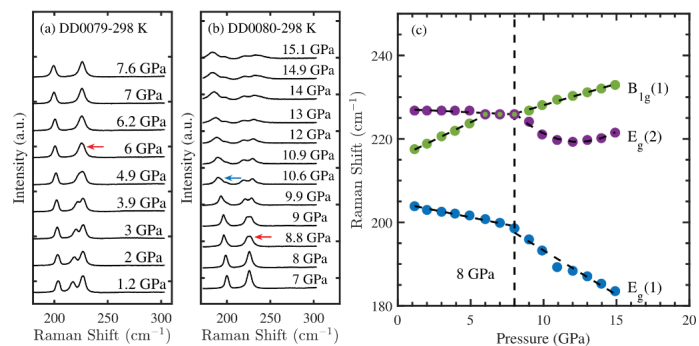 (a) DD0079-298 K
7.6 GPa
7 GPa
6.2 GPa
6 GPa
4.9 GPa
3.9 GPa
3 GPa
2 GPa
1.2 GPa
Intensity (a.u.)
200 250 300
Raman Shift (cm⁻¹)
(b) DD0080-298 K
15.1 GPa
14.9 GPa
14 GPa
13 GPa
12 GPa
10.9 GPa
10.6 GPa
9.9 GPa
9 GPa
8.8 GPa
8 GPa
7 GPa
Intensity (a.u.)
200 250 300
Raman Shift (cm⁻¹)
(c)
250
240
220
200
180
Raman Shift (cm⁻¹)
B1g(1)
Eg(2)
Eg(1)
8 GPa
0 5 10 15 20
Pressure (GPa)